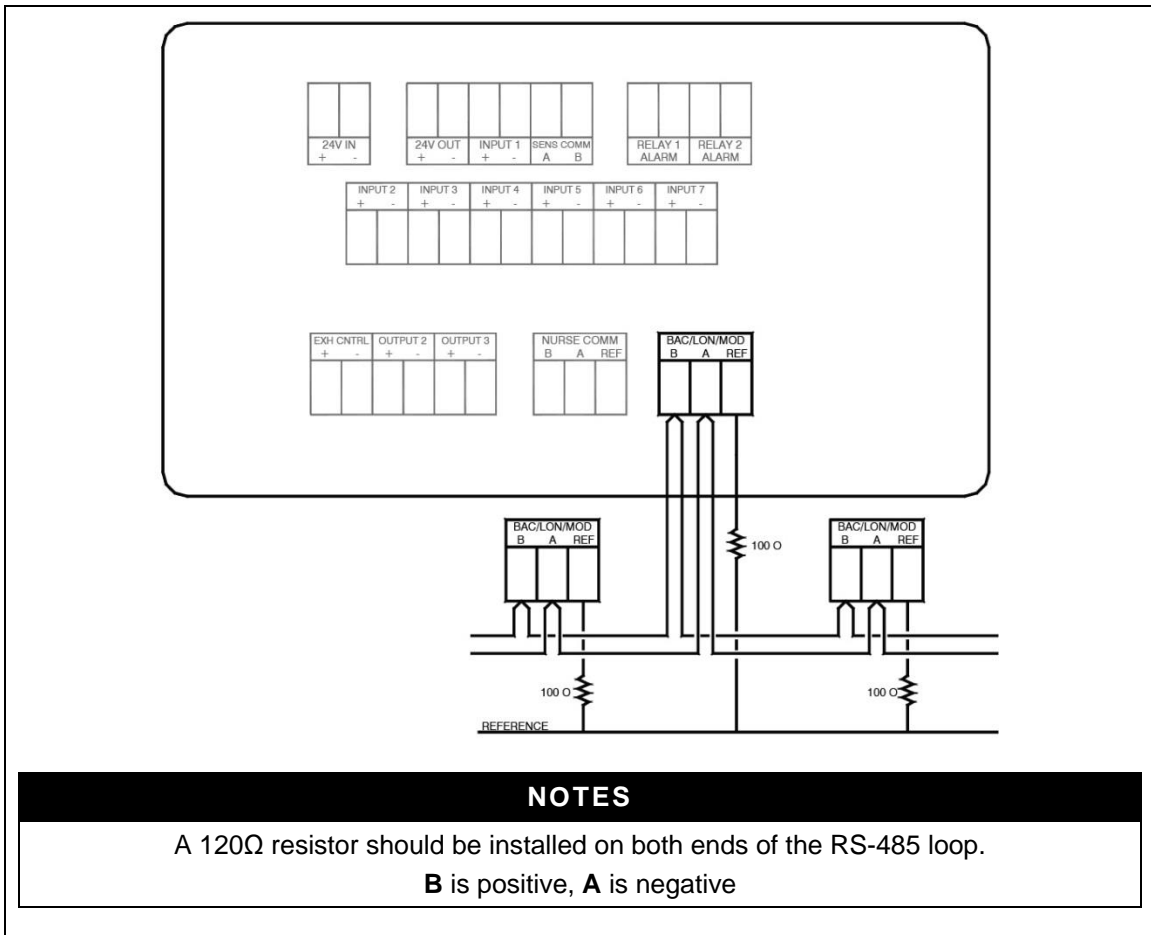 24V IN
+ -
24V OUT INPUT 1 SENS COMM
+ - + - A B
RELAY 1 RELAY 2
ALARM ALARM
INPUT 2 INPUT 3 INPUT 4 INPUT 5 INPUT 6 INPUT 7
+ - + - + - + - + - + -
EXH CNTRL OUTPUT 2 OUTPUT 3
+ - + - + -
NURSE COMM
B A REF
BAC/LON/MOD
B A REF
BAC/LON/MOD
B A REF
100 O
BAC/LON/MOD
B A REF
100 O
100 O
REFERENCE
NOTES
A 120Ω resistor should be installed on both ends of the RS-485 loop.
B is positive, A is negative